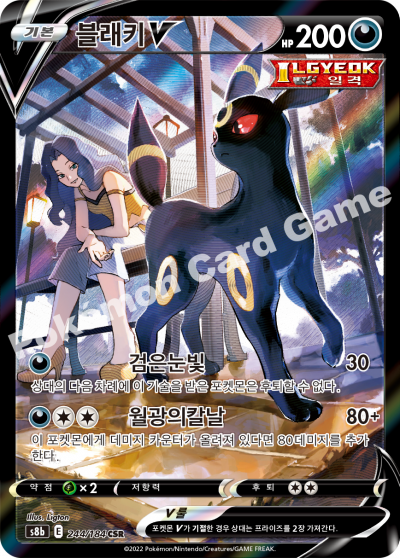 기본 블래키V HP 200
ILGYEOK
일격
Pokémon Card Game
검은눈빛 30
상대의 다음 차례에 이 기술을 받은 포켓몬은 후퇴할 수 없다.
월광의칼날 80+
이 포켓몬에게 데미지 카운터가 올려져 있다면 80데미지를 추가
한다.
약점 ×2 저항력 후퇴
V룰
포켓몬V가 기절한 경우 상대는 프라이즈를 2장 가져간다.
Illus. Ligton
s8b E 244/184 CSR
©2022 Pokémon/Nintendo/Creatures/GAME FREAK.